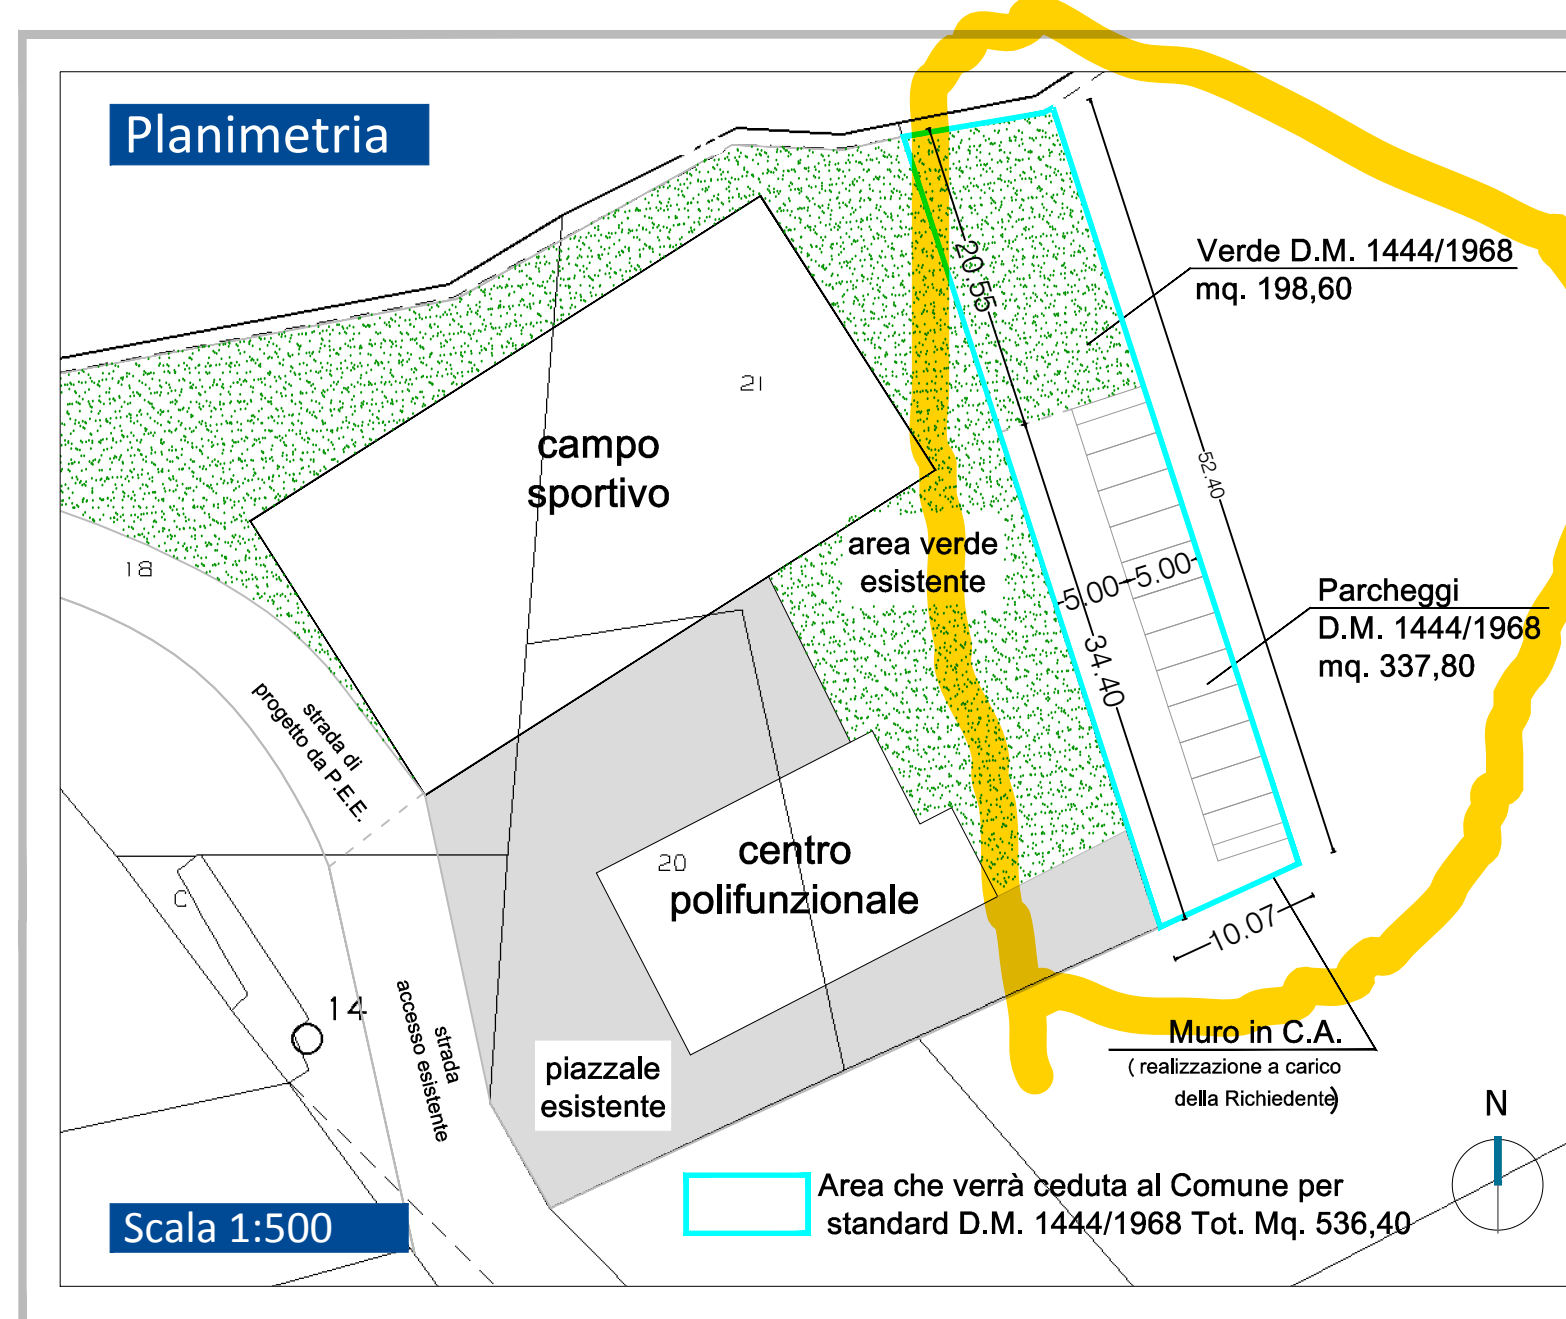 Planimetria
Verde D.M. 1444/1968
mq. 198,60
20.55
21
campo
sportivo
52.40
area verde
esistente
18
5.00
5.00
Parcheggi
D.M. 1444/1968
mq. 337,80
34.40
strada di
progetto da P.E.E.
20
centro
polifunzionale
C
10.07
14
strada
accesso esistente
Muro in C.A.
( realizzazione a carico
della Richiedente)
piazzale
esistente
N
Area che verrà ceduta al Comune per
standard D.M. 1444/1968 Tot. Mq. 536,40
Scala 1:500